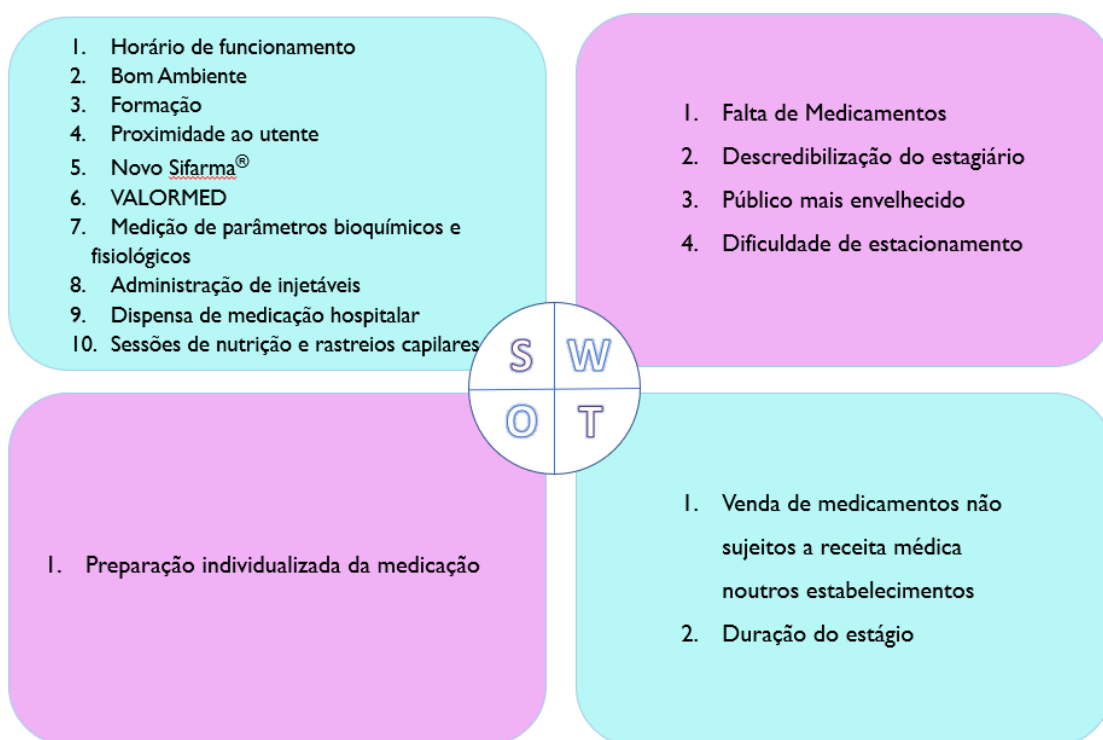 1. Horário de funcionamento
2. Bom Ambiente
3. Formação
4. Proximidade ao utente
5. Novo Sifarma®
6. VALORMED
7. Medição de parâmetros bioquímicos e
fisiológicos
8. Administração de injetáveis
9. Dispensa de medicação hospitalar
10. Sessões de nutrição e rastreios capilares
1. Falta de Medicamentos
2. Descredibilização do estagiário
3. Público mais envelhecido
4. Dificuldade de estacionamento
S W
O T
1. Preparação individualizada da medicação
1. Venda de medicamentos não
sujeitos a receita médica
noutros estabelecimentos
2. Duração do estágio